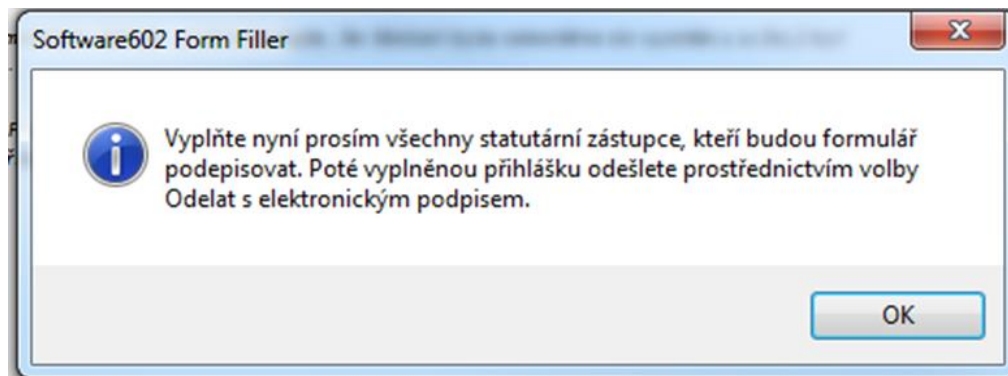 Software602 Form Filler
Vyplňte nyní prosím všechny statutární zástupce, kteří budou formulář
podepisovat. Poté vyplněnou přihlášku odešlete prostřednictvím volby
Odelat s elektronickým podpisem.
OK